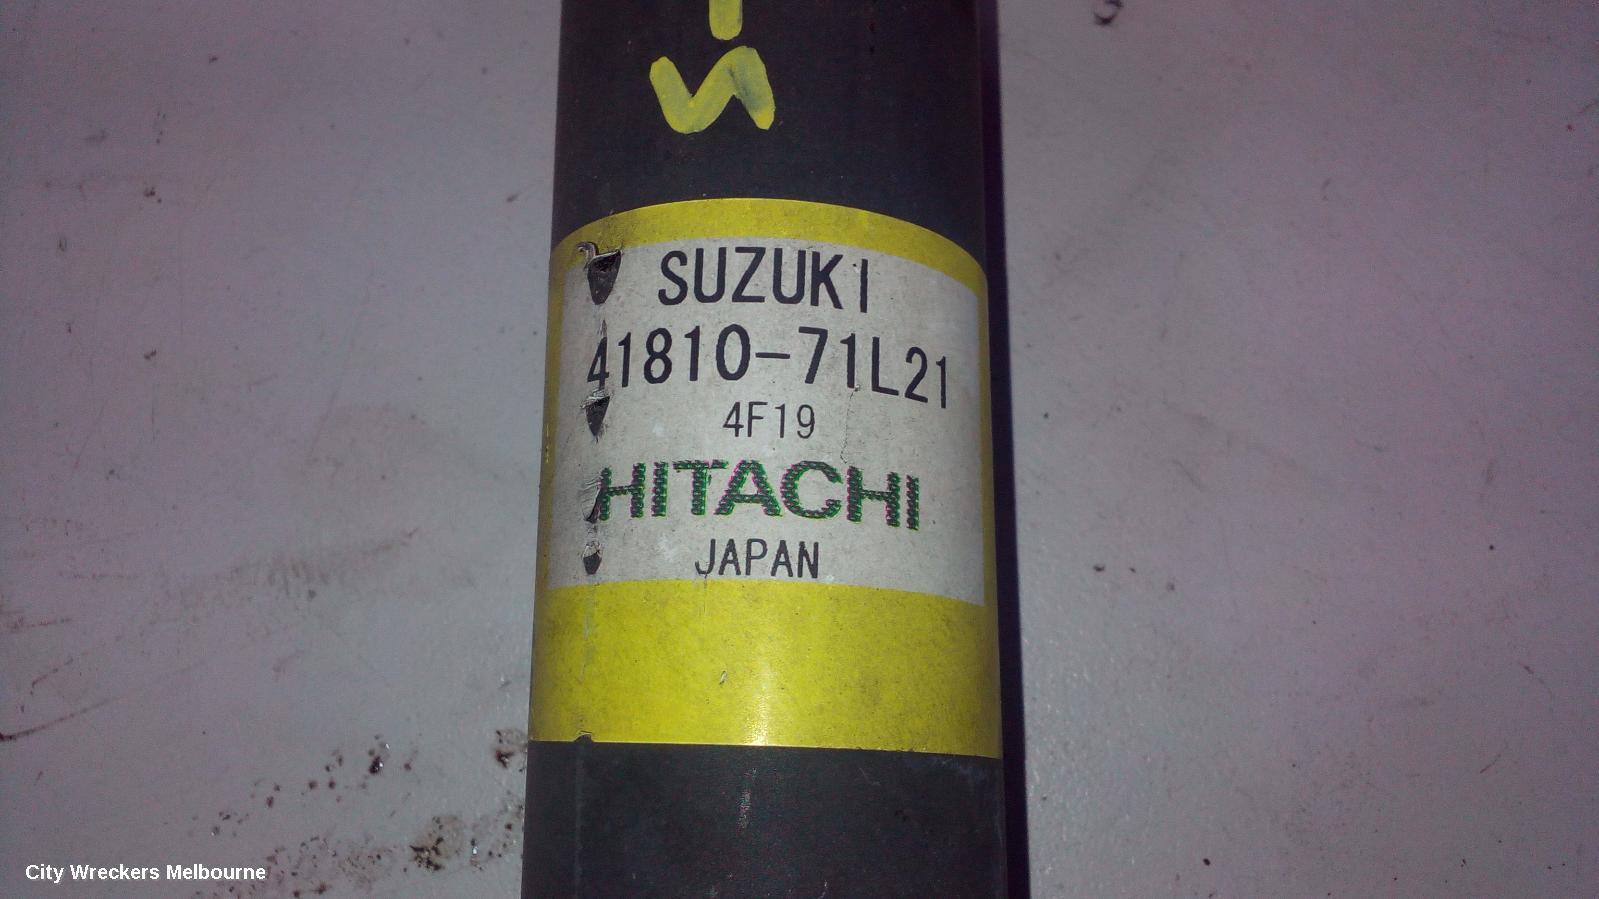 SUZUKI
41810-71L21
4F19
HITACHI
JAPAN
City Wreckers Melbourne